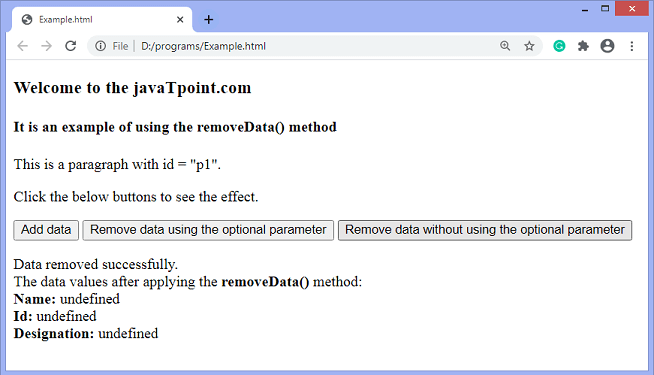 Example.html
File | D:/programs/Example.html
Welcome to the javaTpoint.com
It is an example of using the removeData() method
This is a paragraph with id = "p1".
Click the below buttons to see the effect.
Add data Remove data using the optional parameter Remove data without using the optional parameter
Data removed successfully.
The data values after applying the removeData() method:
Name: undefined
Id: undefined
Designation: undefined